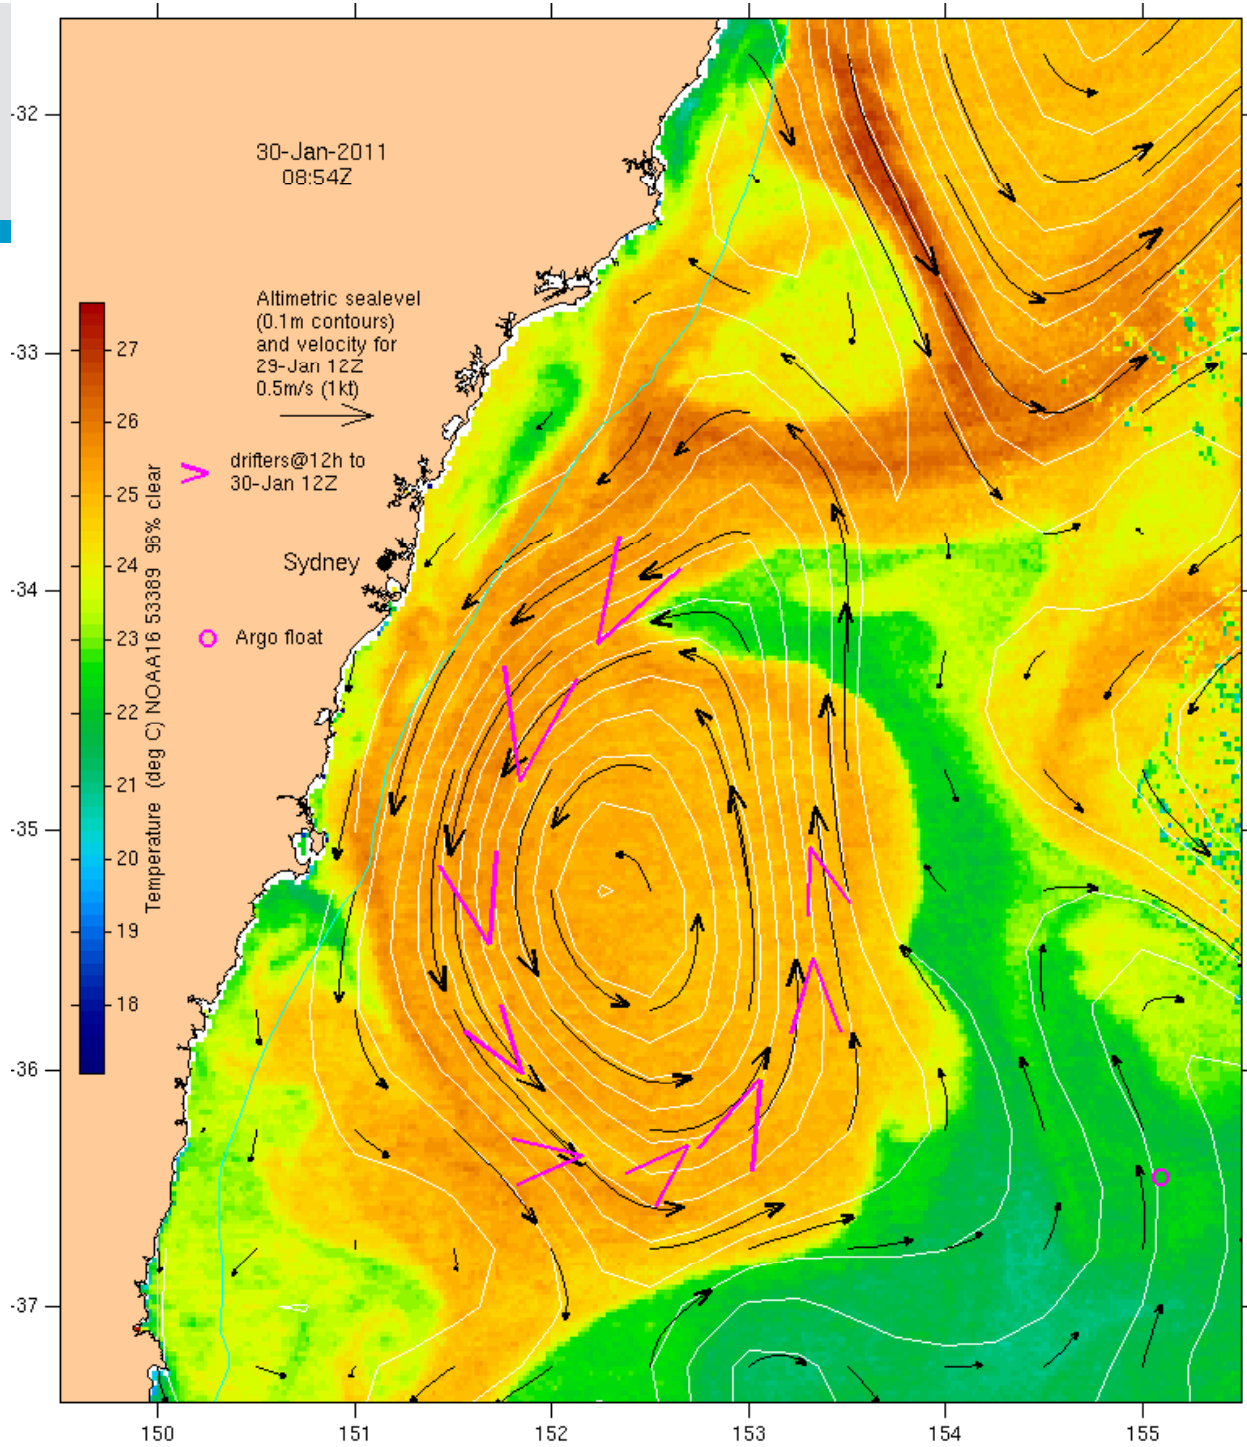 -32
30-Jan-2011
08:54Z
Altimetric sealevel
(0.1m contours)
and velocity for
29-Jan 12Z
0.5m/s (1kt)
-33
drifters@12h to
30-Jan 12Z
Sydney
-34
Argo float
-35
-36
-37
27
26
25
24
23
22
21
20
19
18
Temperature (deg C) NOAA16 53389 96% clear
150
151
152
153
154
155